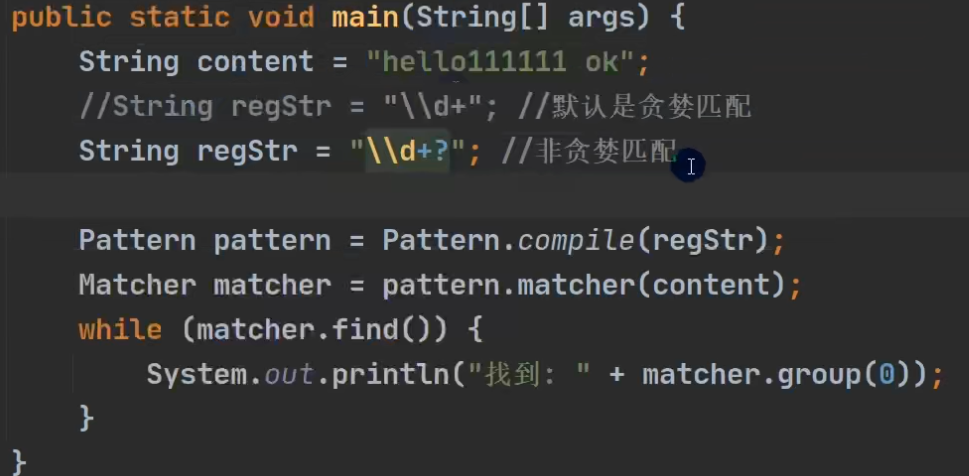 public static void main(String[] args) {
String content = "hello111111 ok";
//String regStr = "\\d+"; //默认是贪婪匹配
String regStr = "\\d+?"; //非贪婪匹配
Pattern pattern = Pattern.compile(regStr);
Matcher matcher = pattern.matcher(content);
while (matcher.find()) {
System.out.println("找到: " + matcher.group(0));
}
}